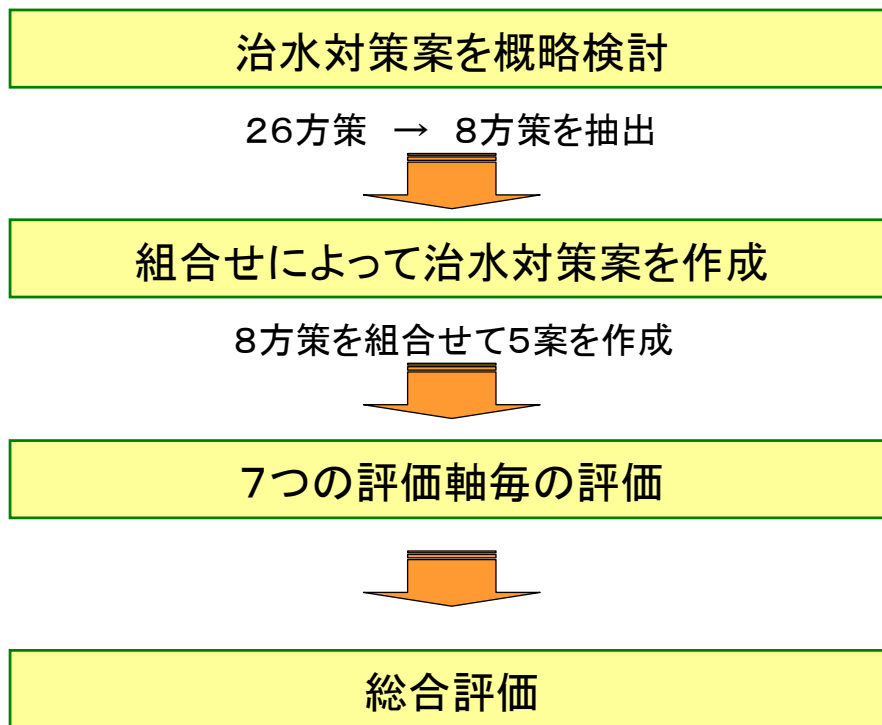 治水対策案を概略検討
26方策 → 8方策を抽出
組合せによって治水対策案を作成
8方策を組合せて5案を作成
7つの評価軸毎の評価
総合評価